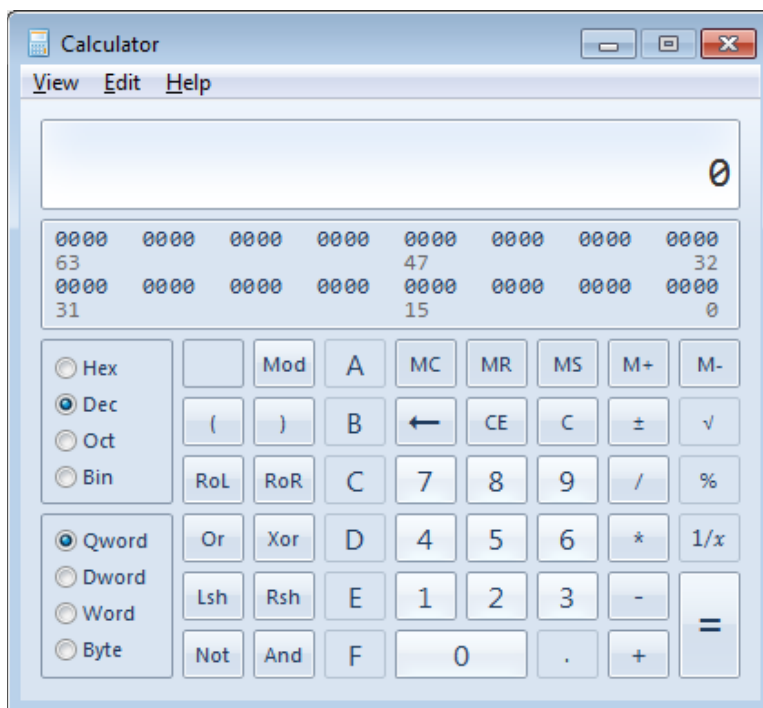 Calculator
View Edit Help
0
0000 0000 0000 0000 0000 0000 0000 0000
63 47 32
0000 0000 0000 0000 0000 0000 0000 0000
31 15 0
Hex Mod A MC MR MS M+ M-
Dec ( ) B ← CE C ± √
Oct
Bin RoL RoR C 7 8 9 / %
Qword Or Xor D 4 5 6 * 1/x
Dword
Word Lsh Rsh E 1 2 3 - =
Byte Not And F 0 . +